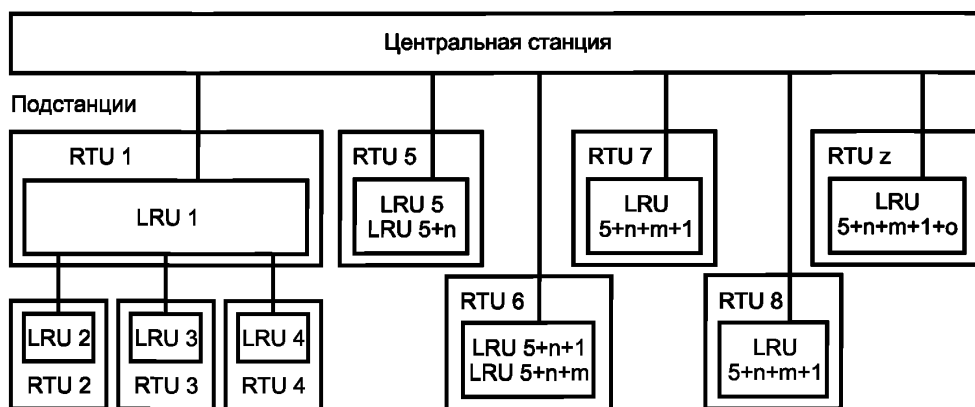 Центральная станция
Подстанции
RTU 1
LRU 1
LRU 2
RTU 2
LRU 3
RTU 3
LRU 4
RTU 4
RTU 5
LRU 5
LRU 5+n
RTU 6
LRU 5+n+1
LRU 5+n+m
RTU 7
LRU
5+n+m+1
RTU 8
LRU
5+n+m+1
RTU z
LRU
5+n+m+1+o